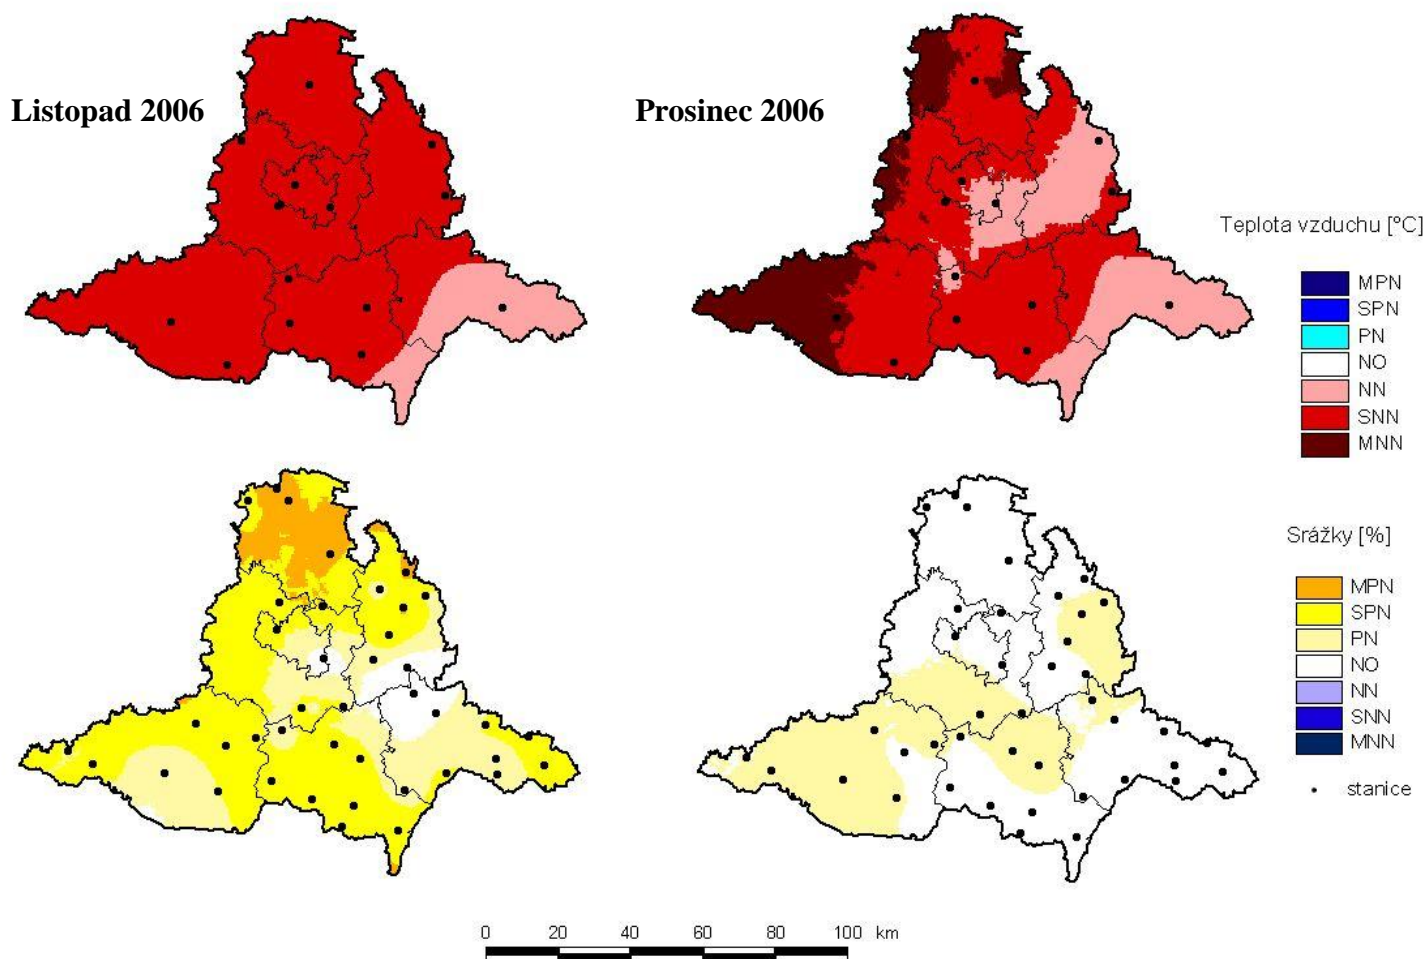 Listopad 2006
Prosinec 2006
Teplota vzduchu [°C]
MPN
SPN
PN
NO
NN
SNN
MNN
Srážky [%]
MPN
SPN
PN
NO
NN
SNN
MNN
stanice
0 20 40 60 80 100 km